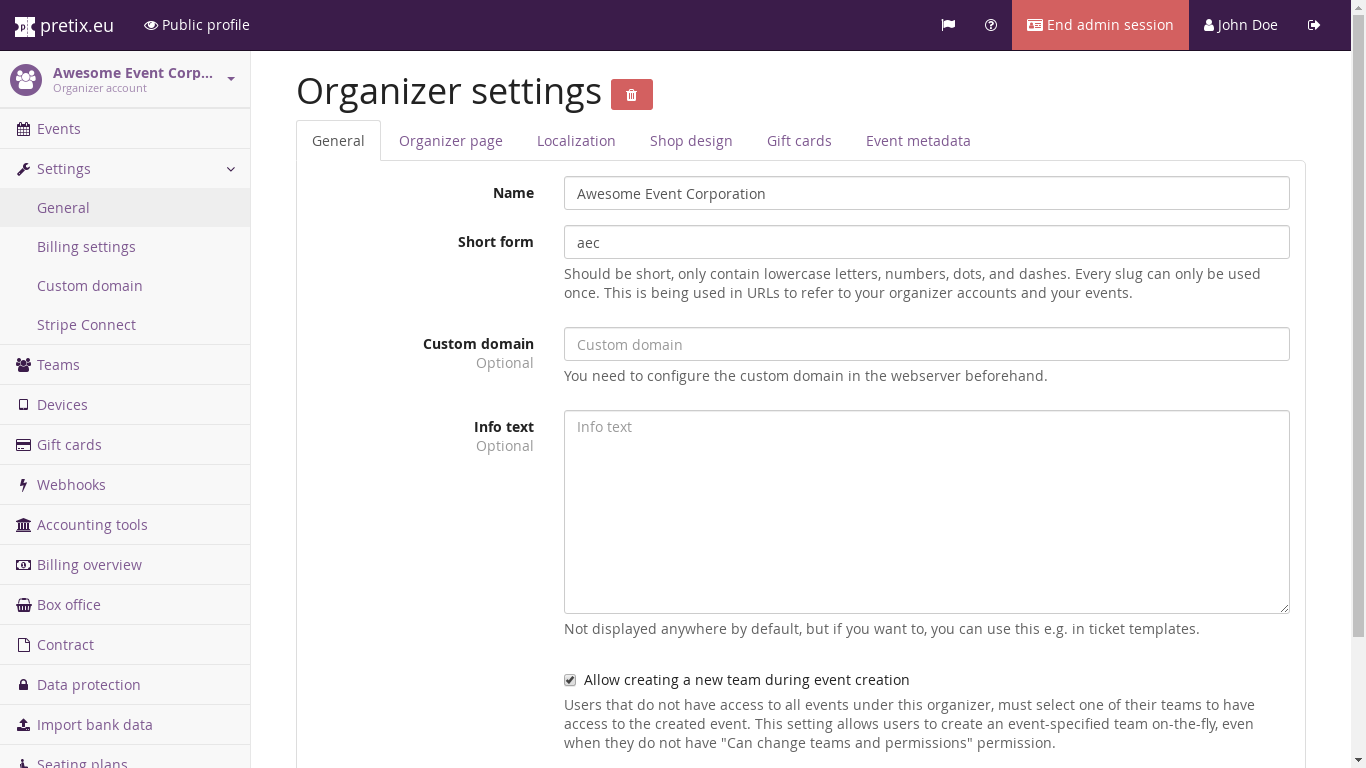 pretix.eu
Public profile
End admin session
John Doe
Awesome Event Corp...
Organizer account
Events
Settings
General
Billing settings
Custom domain
Stripe Connect
Teams
Devices
Gift cards
Webhooks
Accounting tools
Billing overview
Box office
Contract
Data protection
Import bank data
Seating plans
Organizer settings
General
Organizer page
Localization
Shop design
Gift cards
Event metadata
Name
Awesome Event Corporation
Short form
aec
Should be short, only contain lowercase letters, numbers, dots, and dashes. Every slug can only be used
once. This is being used in URLs to refer to your organizer accounts and your events.
Custom domain
Optional
Custom domain
You need to configure the custom domain in the webserver beforehand.
Info text
Optional
Info text
Not displayed anywhere by default, but if you want to, you can use this e.g. in ticket templates.
Allow creating a new team during event creation
Users that do not have access to all events under this organizer, must select one of their teams to have
access to the created event. This setting allows users to create an event-specified team on-the-fly, even
when they do not have "Can change teams and permissions" permission.